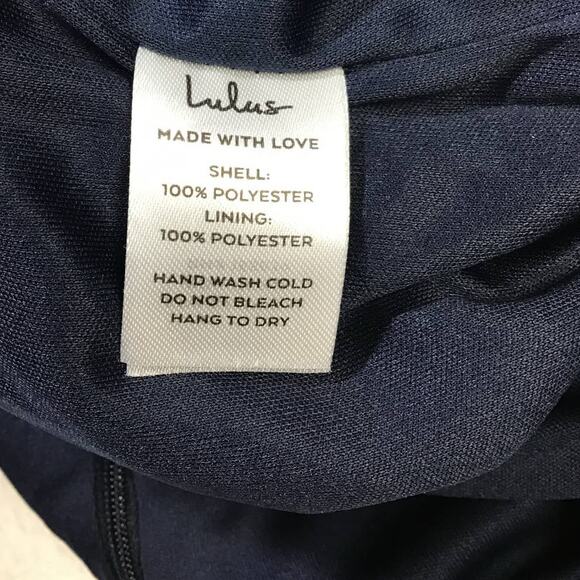 Lulus
MADE WITH LOVE
SHELL:
100% POLYESTER
LINING:
100% POLYESTER
HAND WASH COLD
DO NOT BLEACH
HANG TO DRY